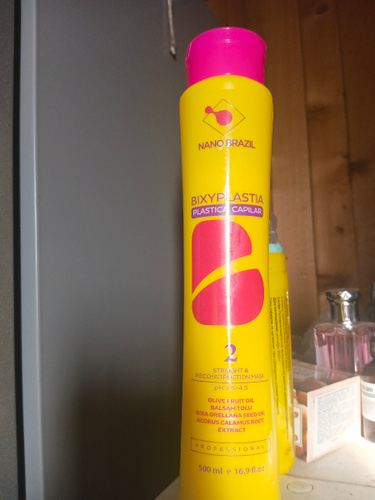 NANO BRAZIL
BIXYPLASTIA
PLASTICA CAPILAR
2
STRAIGHT &
RECONSTRUCTION MASK
OLIVE FRUIT OIL
BALSAM TOLU
BIXA ORELLANA SEED OIL
ACORUS CALAMUS ROOT
EXTRACT
PROFESSIONAL
500 ml e 16.9 fl.oz